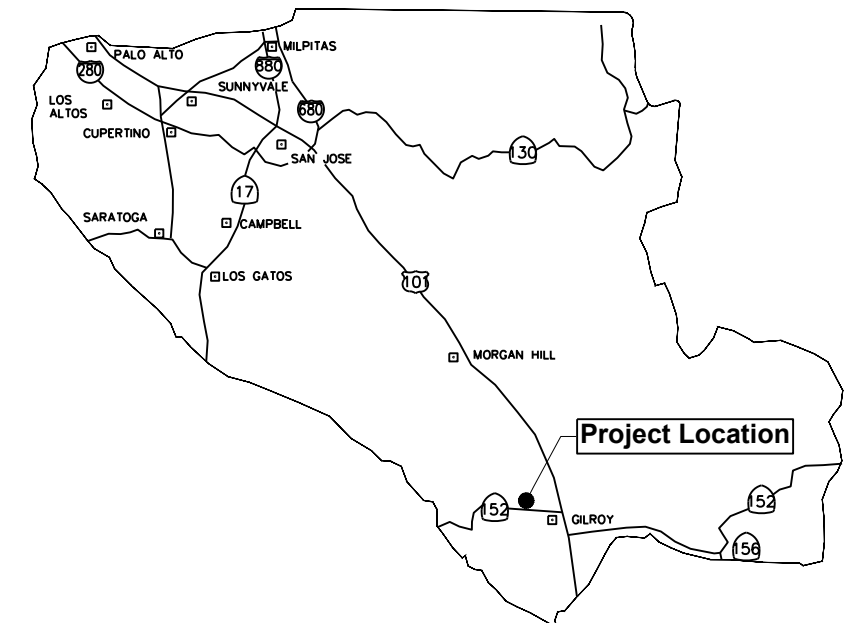 PALO ALTO
MILPITAS
280
880
SUNNYVALE
LOS
ALTOS
680
CUPERTINO
SAN JOSE
130
17
SARATOGA
CAMPBELL
LOS GATOS
101
MORGAN HILL
Project Location
152
GILROY
152
156